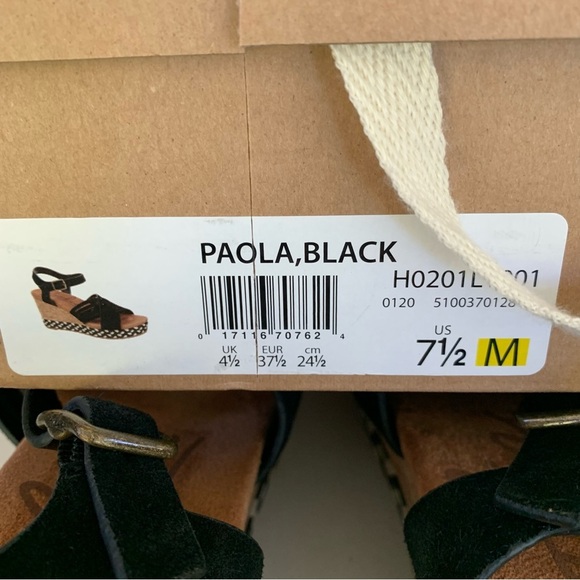 PAOLA,BLACK
0120
0 17116 70762 4
US
UK EUR cm
4½ 37½ 24½
7½ M